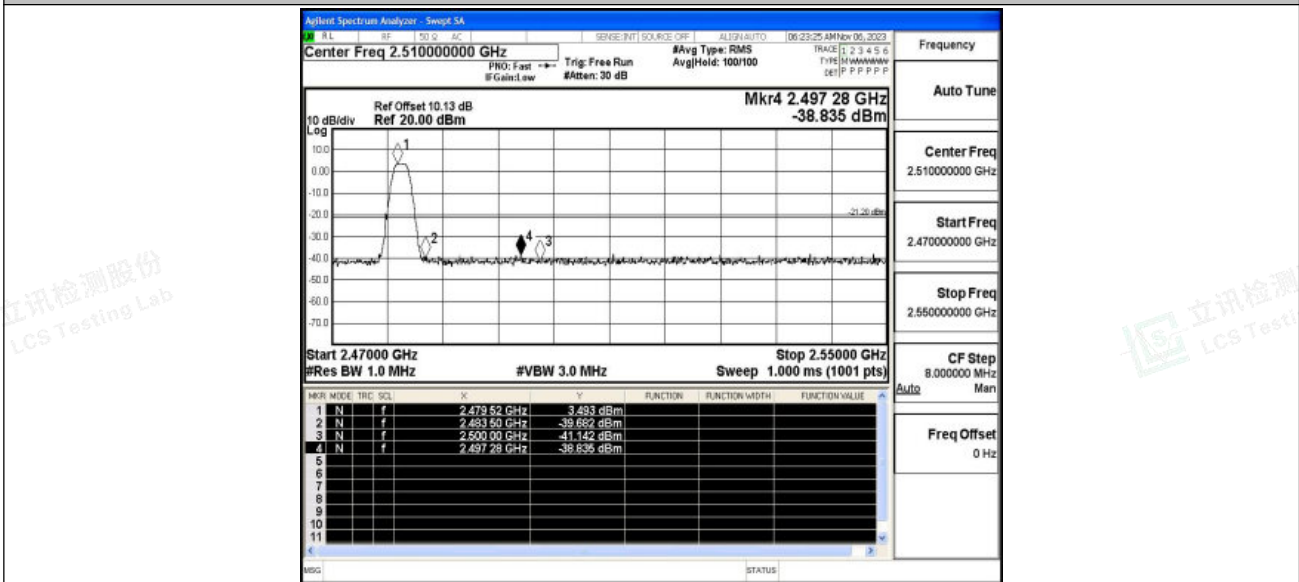 Agilent Spectrum Analyzer - Swept SA
RL RF 50 Ω AC SENSE:INT SOURCE OFF ALIGN AUTO 06:23:25 AM Nov 06, 2023
Center Freq 2.510000000 GHz
PNO: Fast
IFGain:Low
Trig: Free Run
#Atten: 30 dB
#Avg Type: RMS
Avg|Hold: 100/100
TRACE 1 2 3 4 5 6
TYPE M W W W W W
DET P P P P P P
Frequency
Auto Tune
Mkr4 2.497 28 GHz
-38.835 dBm
Ref Offset 10.13 dB
10 dB/div Ref 20.00 dBm
Log
10.0
0.00
-10.0
-20.0
-30.0
-40.0
-50.0
-60.0
-70.0
1
2
4
3
-21.20 dBm
Center Freq
2.510000000 GHz
Start Freq
2.470000000 GHz
Stop Freq
2.550000000 GHz
Start 2.47000 GHz Stop 2.55000 GHz
#Res BW 1.0 MHz #VBW 3.0 MHz Sweep 1.000 ms (1001 pts)
CF Step
8.000000 MHz
Auto Man
MKR MODE TRC SCL X Y FUNCTION FUNCTION WIDTH FUNCTION VALUE
1 N f 2.479 52 GHz 3.493 dBm
2 N f 2.483 50 GHz -39.682 dBm
3 N f 2.500 00 GHz -41.142 dBm
4 N f 2.497 28 GHz -38.835 dBm
5
6
7
8
9
10
11
Freq Offset
0 Hz
MSG STATUS
立讯检测股份
LCS Testing Lab
LCS
立讯检测
LCS Testi